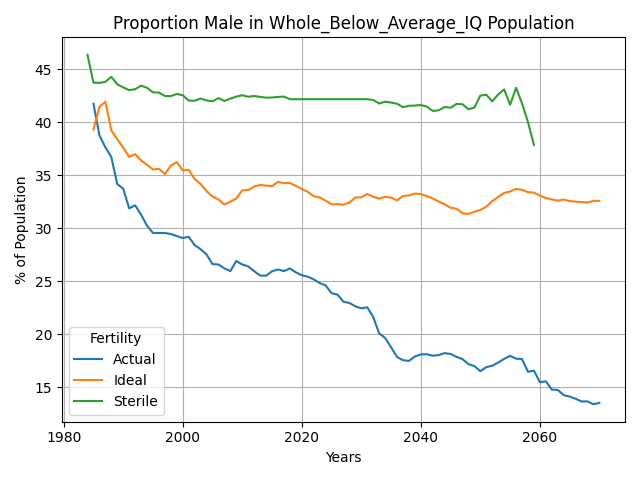 Proportion Male in Whole_Below_Average_IQ Population
% of Population
45
40
35
30
25
20
15
Fertility
Actual
Ideal
Sterile
1980
2000
2020
2040
2060
Years